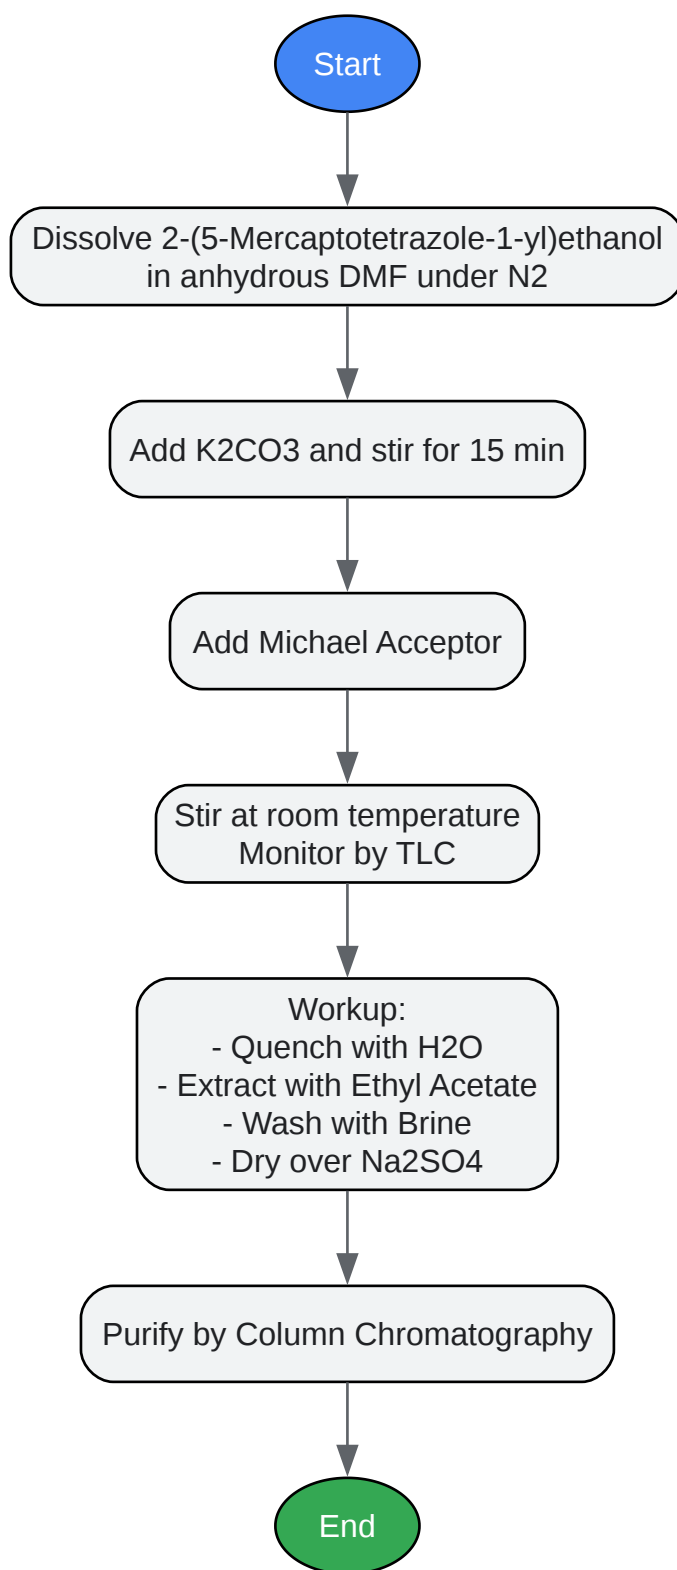 Start
Dissolve 2-(5-Mercaptotetrazole-1-yl)ethanol
in anhydrous DMF under N2
Add K2CO3 and stir for 15 min
Add Michael Acceptor
Stir at room temperature
Monitor by TLC
Workup:
- Quench with H2O
- Extract with Ethyl Acetate
- Wash with Brine
- Dry over Na2SO4
Purify by Column Chromatography
End